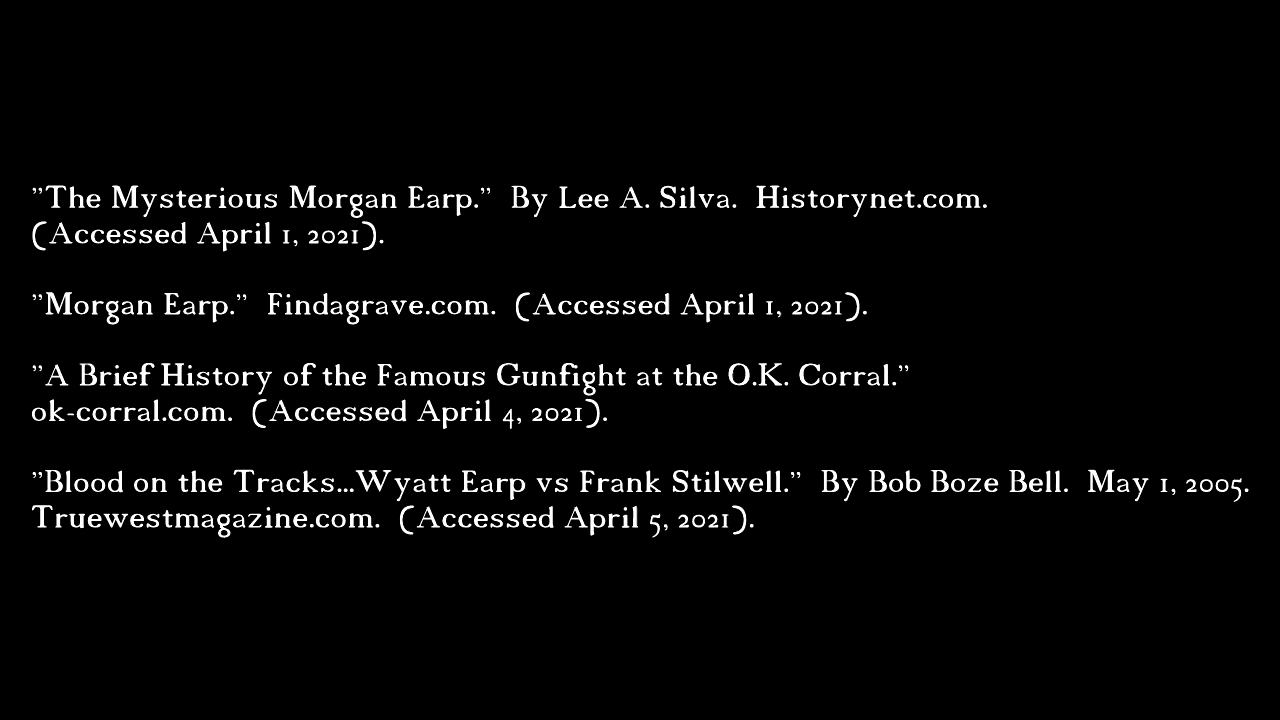 ”The Mysterious Morgan Earp.”  By Lee A. Silva.  Historynet.com.
(Accessed April 1, 2021).
”Morgan Earp.”  Findagrave.com.  (Accessed April 1, 2021).
”A Brief History of the Famous Gunfight at the O.K. Corral.”
ok-corral.com.  (Accessed April 4, 2021).
”Blood on the Tracks...Wyatt Earp vs Frank Stilwell.”  By Bob Boze Bell.  May 1, 2005.
Truewestmagazine.com.  (Accessed April 5, 2021).